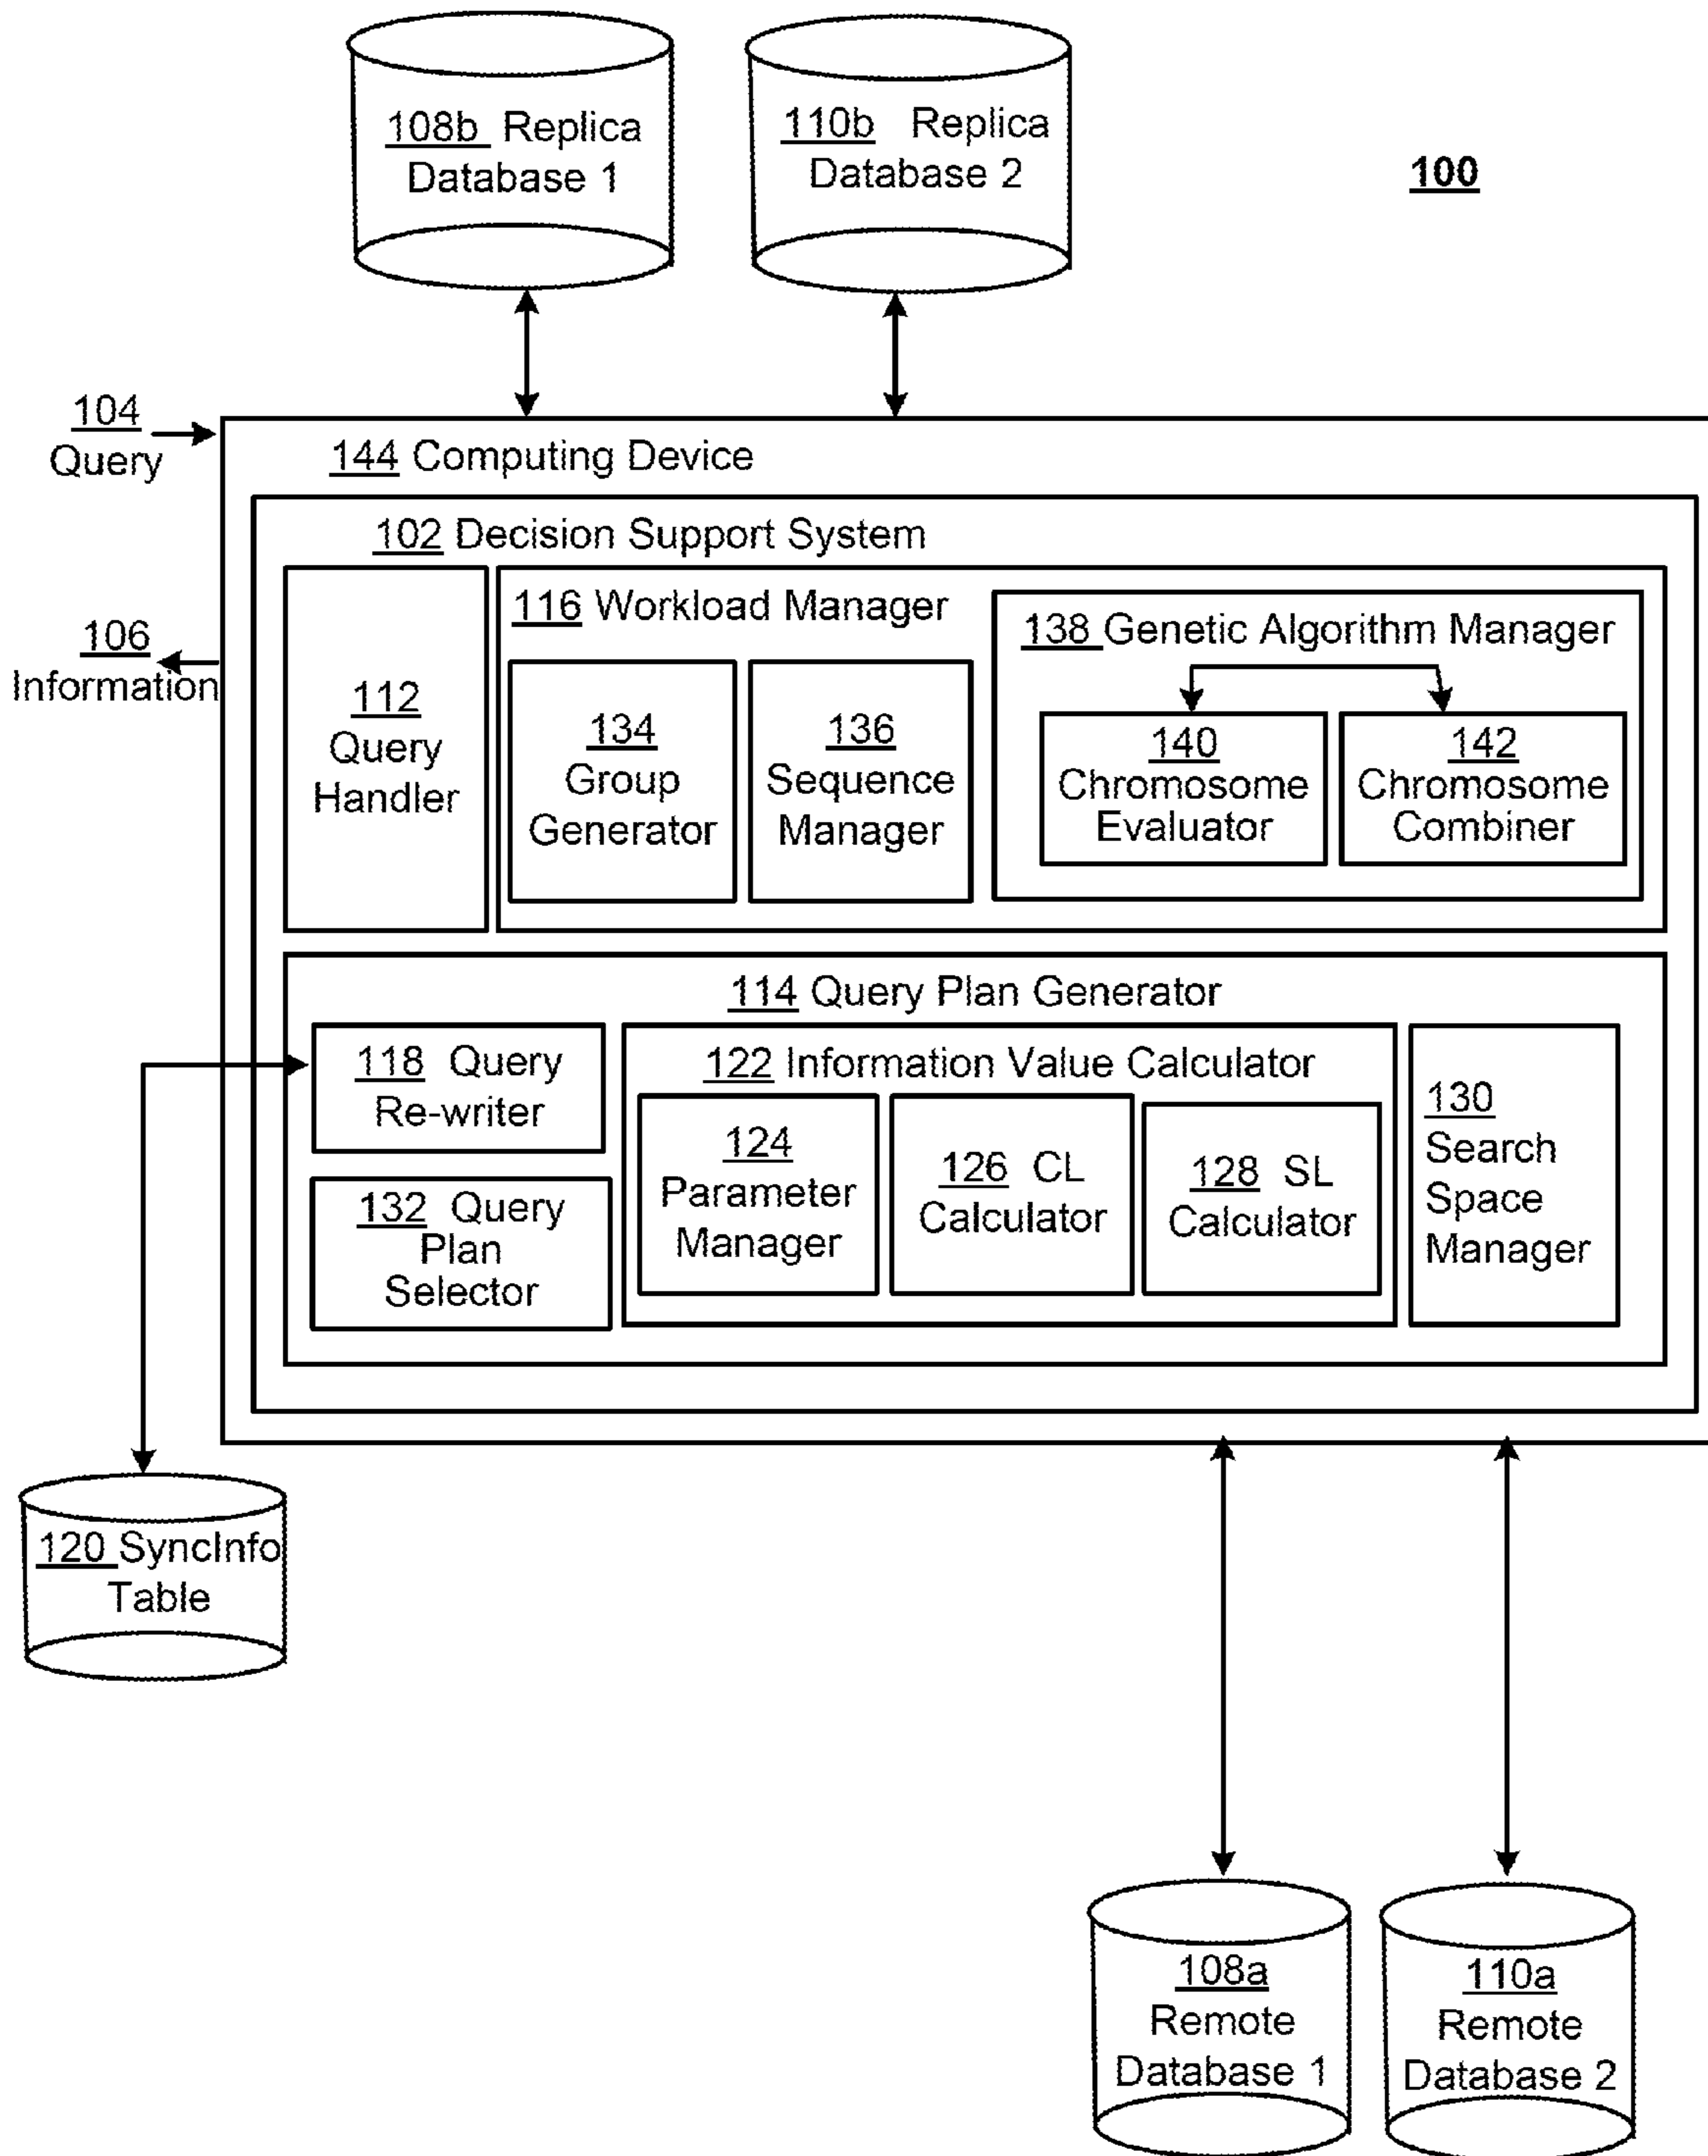 108b Replica
Database 1
110b Replica
Database 2
100
104
Query
144 Computing Device
102 Decision Support System
106
Information
112
Query
Handler
116 Workload Manager
134
Group
Generator
136
Sequence
Manager
138 Genetic Algorithm Manager
140
Chromosome
Evaluator
142
Chromosome
Combiner
114 Query Plan Generator
118 Query
Re-writer
132 Query
Plan
Selector
122 Information Value Calculator
124
Parameter
Manager
126 CL
Calculator
128 SL
Calculator
130
Search
Space
Manager
120 SyncInfo
Table
108a
Remote
Database 1
110a
Remote
Database 2